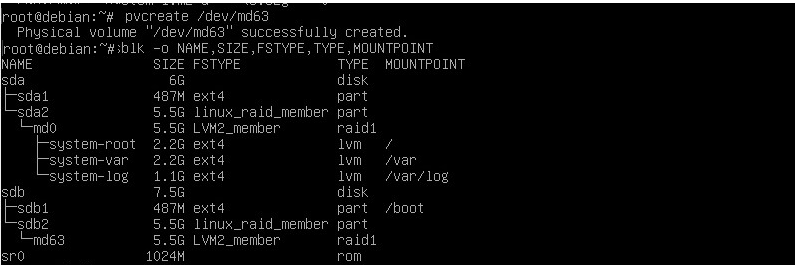 root@debian:~# pvcreate /dev/md63
  Physical volume "/dev/md63" successfully created.
root@debian:~# blk -o NAME,SIZE,FSTYPE,TYPE,MOUNTPOINT
NAME                SIZE FSTYPE            TYPE  MOUNTPOINT
sda                   6G                   disk
├─sda1              487M ext4              part
└─sda2              5.5G linux_raid_member part
  └─md0             5.5G LVM2_member       raid1
    ├─system-root   2.2G ext4              lvm   /
    ├─system-var    2.2G ext4              lvm   /var
    └─system-log    1.1G ext4              lvm   /var/log
sdb                 7.5G                   disk
├─sdb1              487M ext4              part  /boot
└─sdb2              5.5G linux_raid_member part
  └─md63            5.5G LVM2_member       raid1
sr0                1024M                   rom